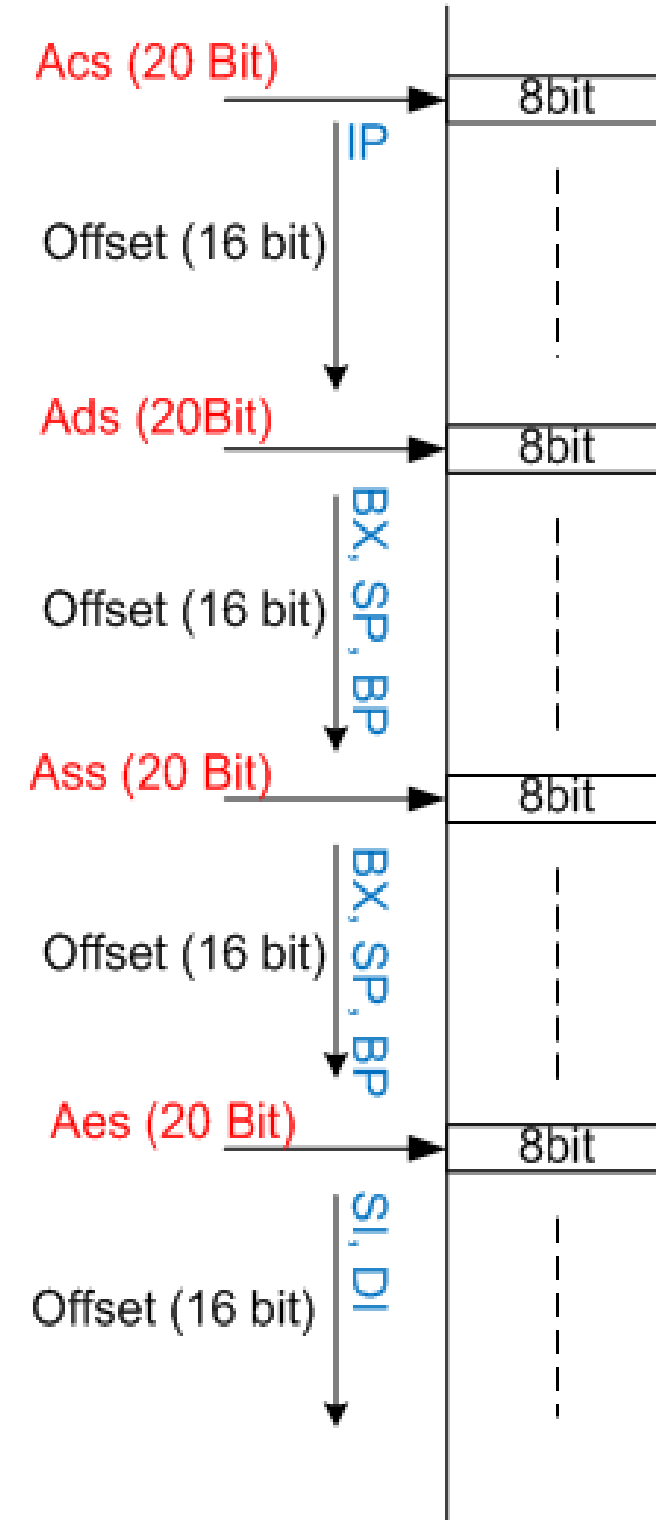 Acs (20 Bit)
8bit
IP
Offset (16 bit)
Ads (20Bit)
8bit
BX, SP, BP
Offset (16 bit)
Ass (20 Bit)
8bit
BX, SP, BP
Offset (16 bit)
Aes (20 Bit)
8bit
SI, DI
Offset (16 bit)